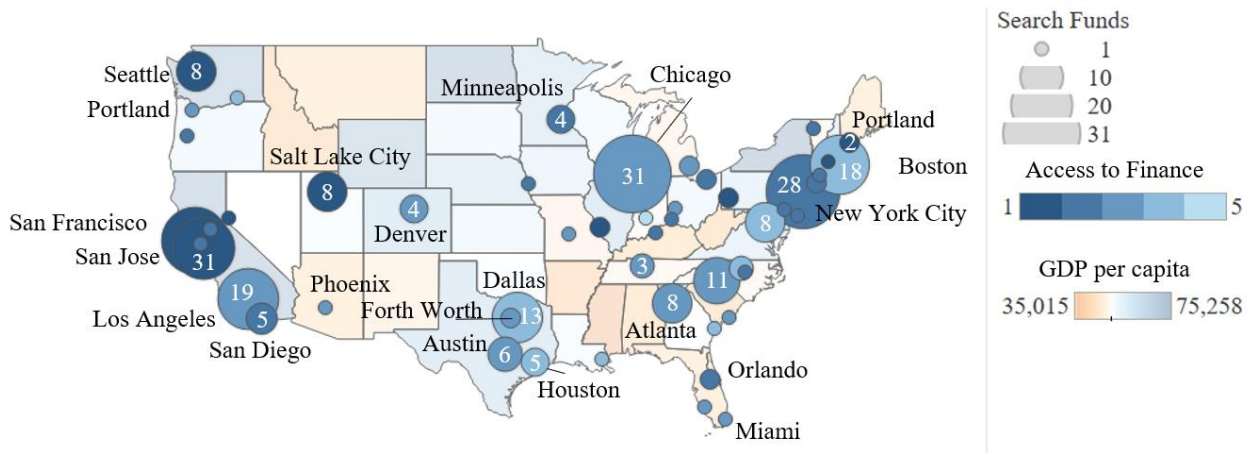 Seattle
8
Portland
Minneapolis
4
Chicago
Portland
2
Boston
18
Salt Lake City
8
31
28
New York City
8
San Francisco
San Jose
31
4
Denver
Dallas
3
11
19
Phoenix
Forth Worth
13
8
Los Angeles
5
San Diego
Austin
6
5
Atlanta
Houston
Orlando
Miami
Search Funds
1
10
20
31
Access to Finance
1
5
GDP per capita
35,015
75,258